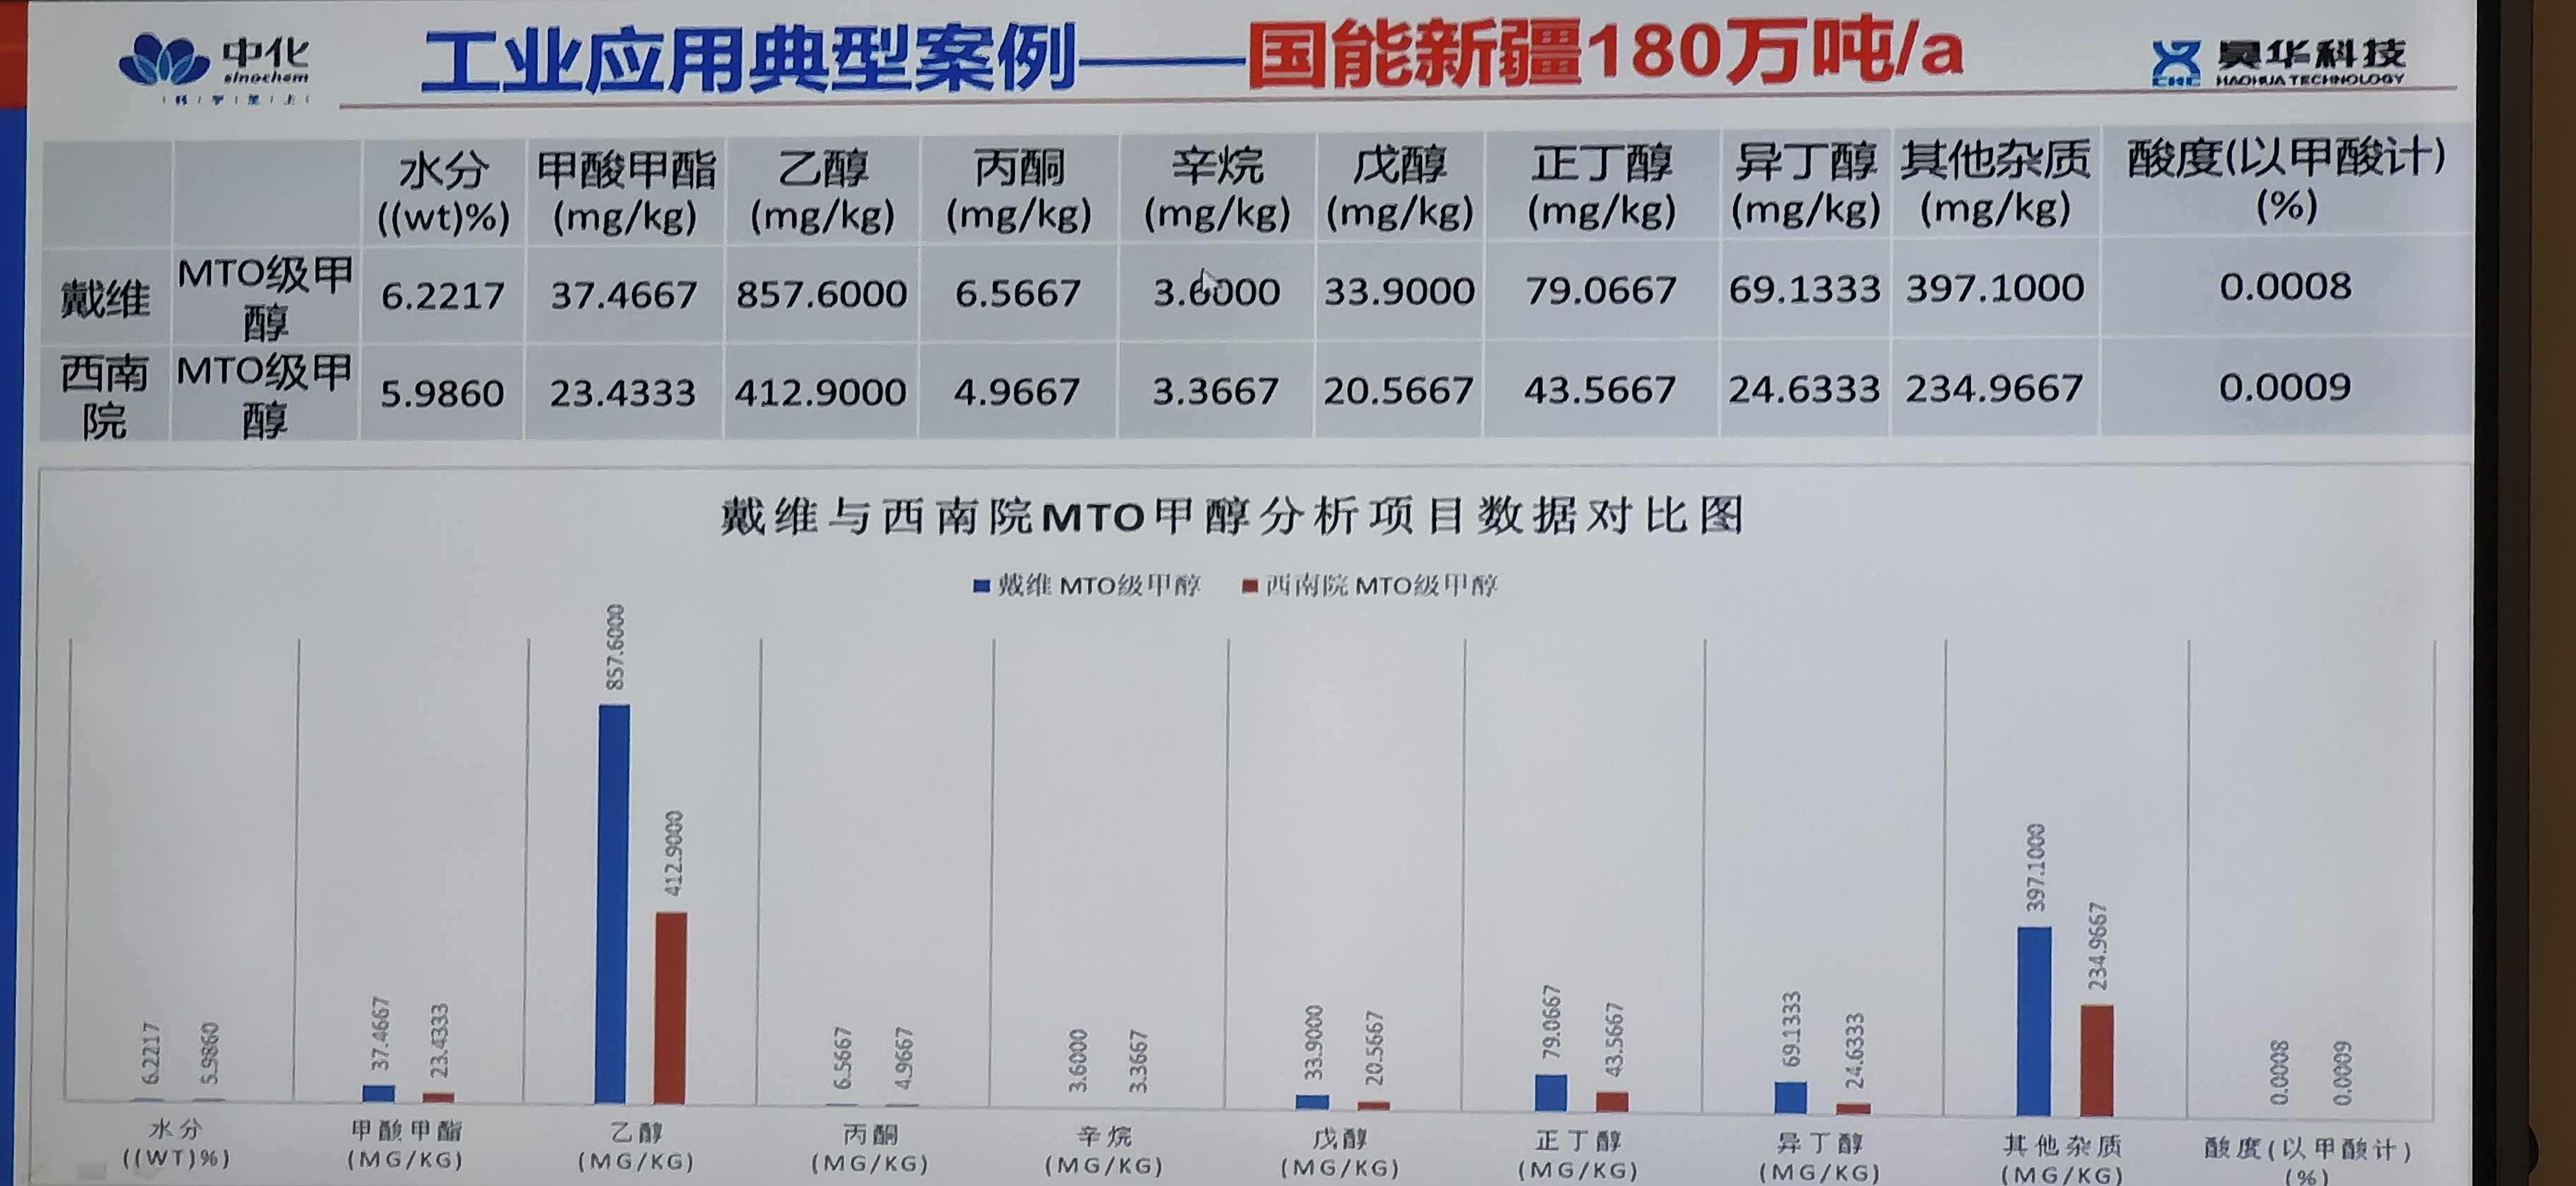 中化
sinochem
科学至上
工业应用典型案例——国能新疆180万吨/a
昊华科技
HAOHUA TECHNOLOGY
水分 甲酸甲酯 乙醇 丙酮 辛烷 戊醇 正丁醇 异丁醇 其他杂质 酸度(以甲酸计)
((wt)%) (mg/kg) (mg/kg) (mg/kg) (mg/kg) (mg/kg) (mg/kg) (mg/kg) (mg/kg) (%)
戴维 MTO级甲醇 6.2217 37.4667 857.6000 6.5667 3.6000 33.9000 79.0667 69.1333 397.1000 0.0008
西南院 MTO级甲醇 5.9860 23.4333 412.9000 4.9667 3.3667 20.5667 43.5667 24.6333 234.9667 0.0009
戴维与西南院MTO甲醇分析项目数据对比图
戴维 MTO级甲醇 西南院 MTO级甲醇
6.2217 5.9860 37.4667 23.4333 857.6000 412.9000 6.5667 4.9667 3.6000 3.3667 33.9000 20.5667 79.0667 43.5667 69.1333 24.6333 397.1000 234.9667 0.0008 0.0009
水分 甲酸甲酯 乙醇 丙酮 辛烷 戊醇 正丁醇 异丁醇 其他杂质 酸度(以甲酸计)
((WT)%) (MG/KG) (MG/KG) (MG/KG) (MG/KG) (MG/KG) (MG/KG) (MG/KG) (MG/KG) (%)